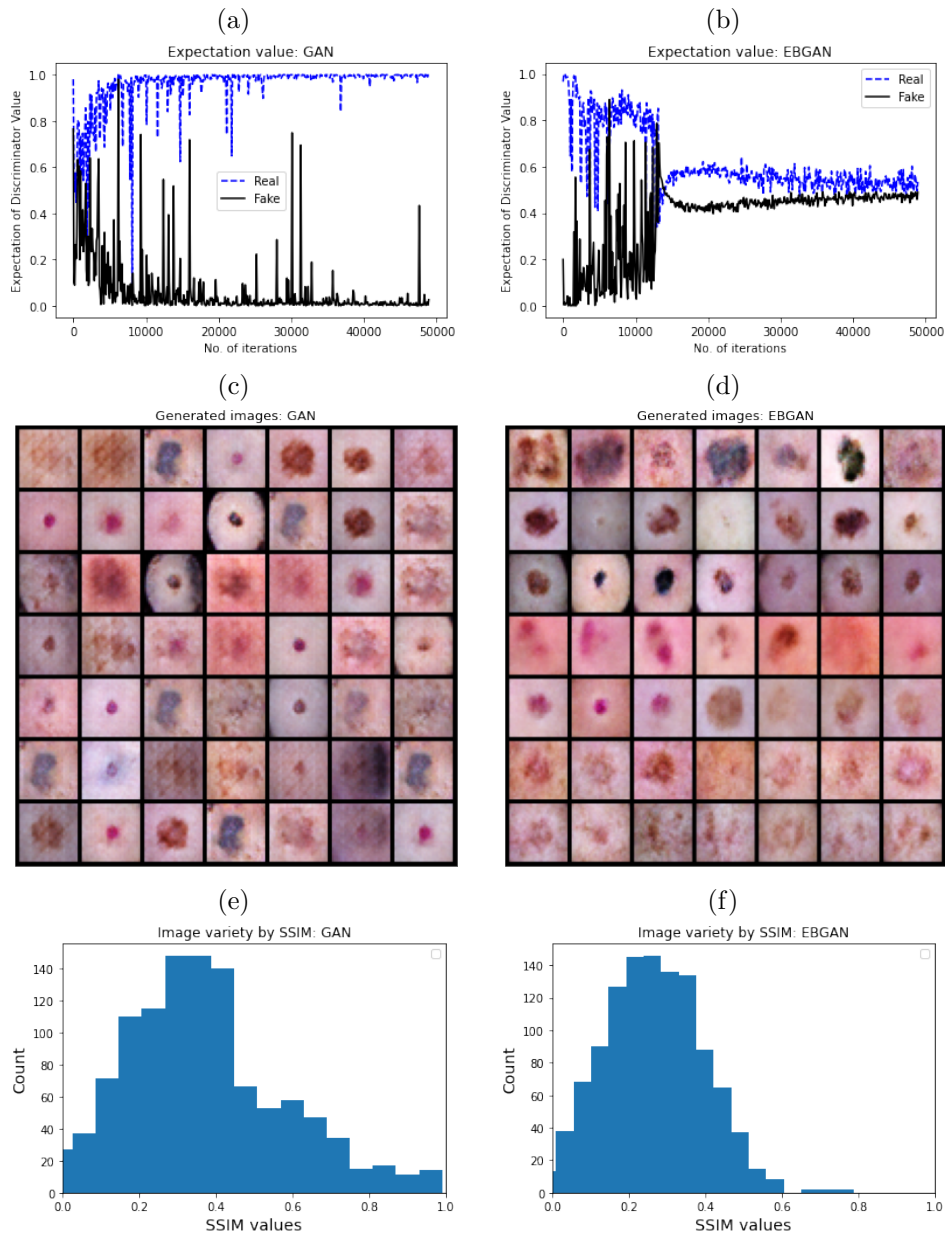 (a)
Expectation value: GAN
Expectation of Discriminator Value
1.0
0.8
0.6
0.4
0.2
0.0
Real
Fake
0
10000
20000
30000
40000
50000
No. of iterations
(b)
Expectation value: EBGAN
Expectation of Discriminator Value
1.0
0.8
0.6
0.4
0.2
0.0
Real
Fake
0
10000
20000
30000
40000
50000
No. of iterations
(c)
Generated images: GAN
(d)
Generated images: EBGAN
(e)
Image variety by SSIM: GAN
Count
140
120
100
80
60
40
20
0
0.0
0.2
0.4
0.6
0.8
1.0
SSIM values
(f)
Image variety by SSIM: EBGAN
Count
140
120
100
80
60
40
20
0
0.0
0.2
0.4
0.6
0.8
1.0
SSIM values